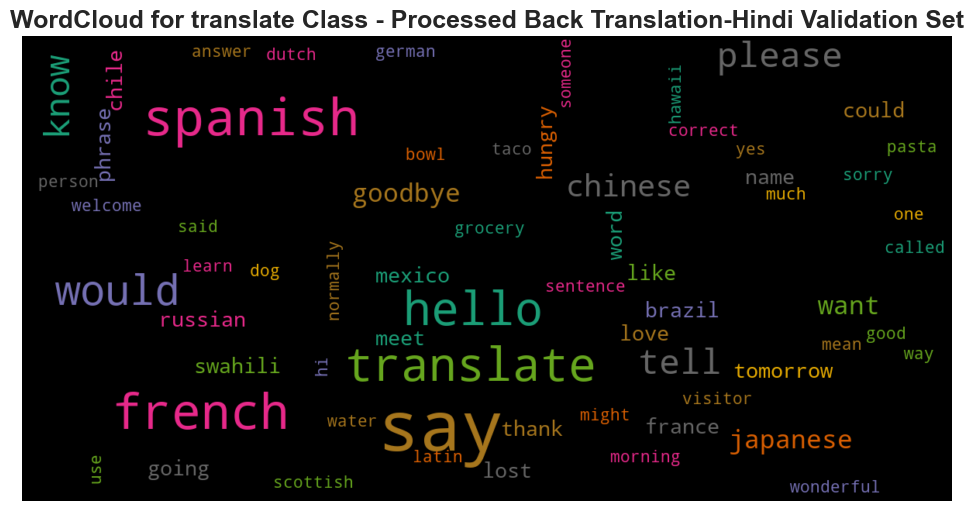 WordCloud for translate Class - Processed Back Translation-Hindi Validation Set
answer
dutch
german
someone
please
know
chile
spanish
phrase
hungry
hawaii
could
correct
bowl
taco
yes
pasta
person
goodbye
chinese
name
sorry
much
welcome
said
grocery
word
one
called
learn
dog
normally
mexico
like
sentence
would
hello
brazil
want
russian
meet
love
good
mean
way
swahili
hi
translate
tell
tomorrow
french
visitor
water
say
thank
might
france
japanese
use
going
latin
lost
morning
scottish
wonderful